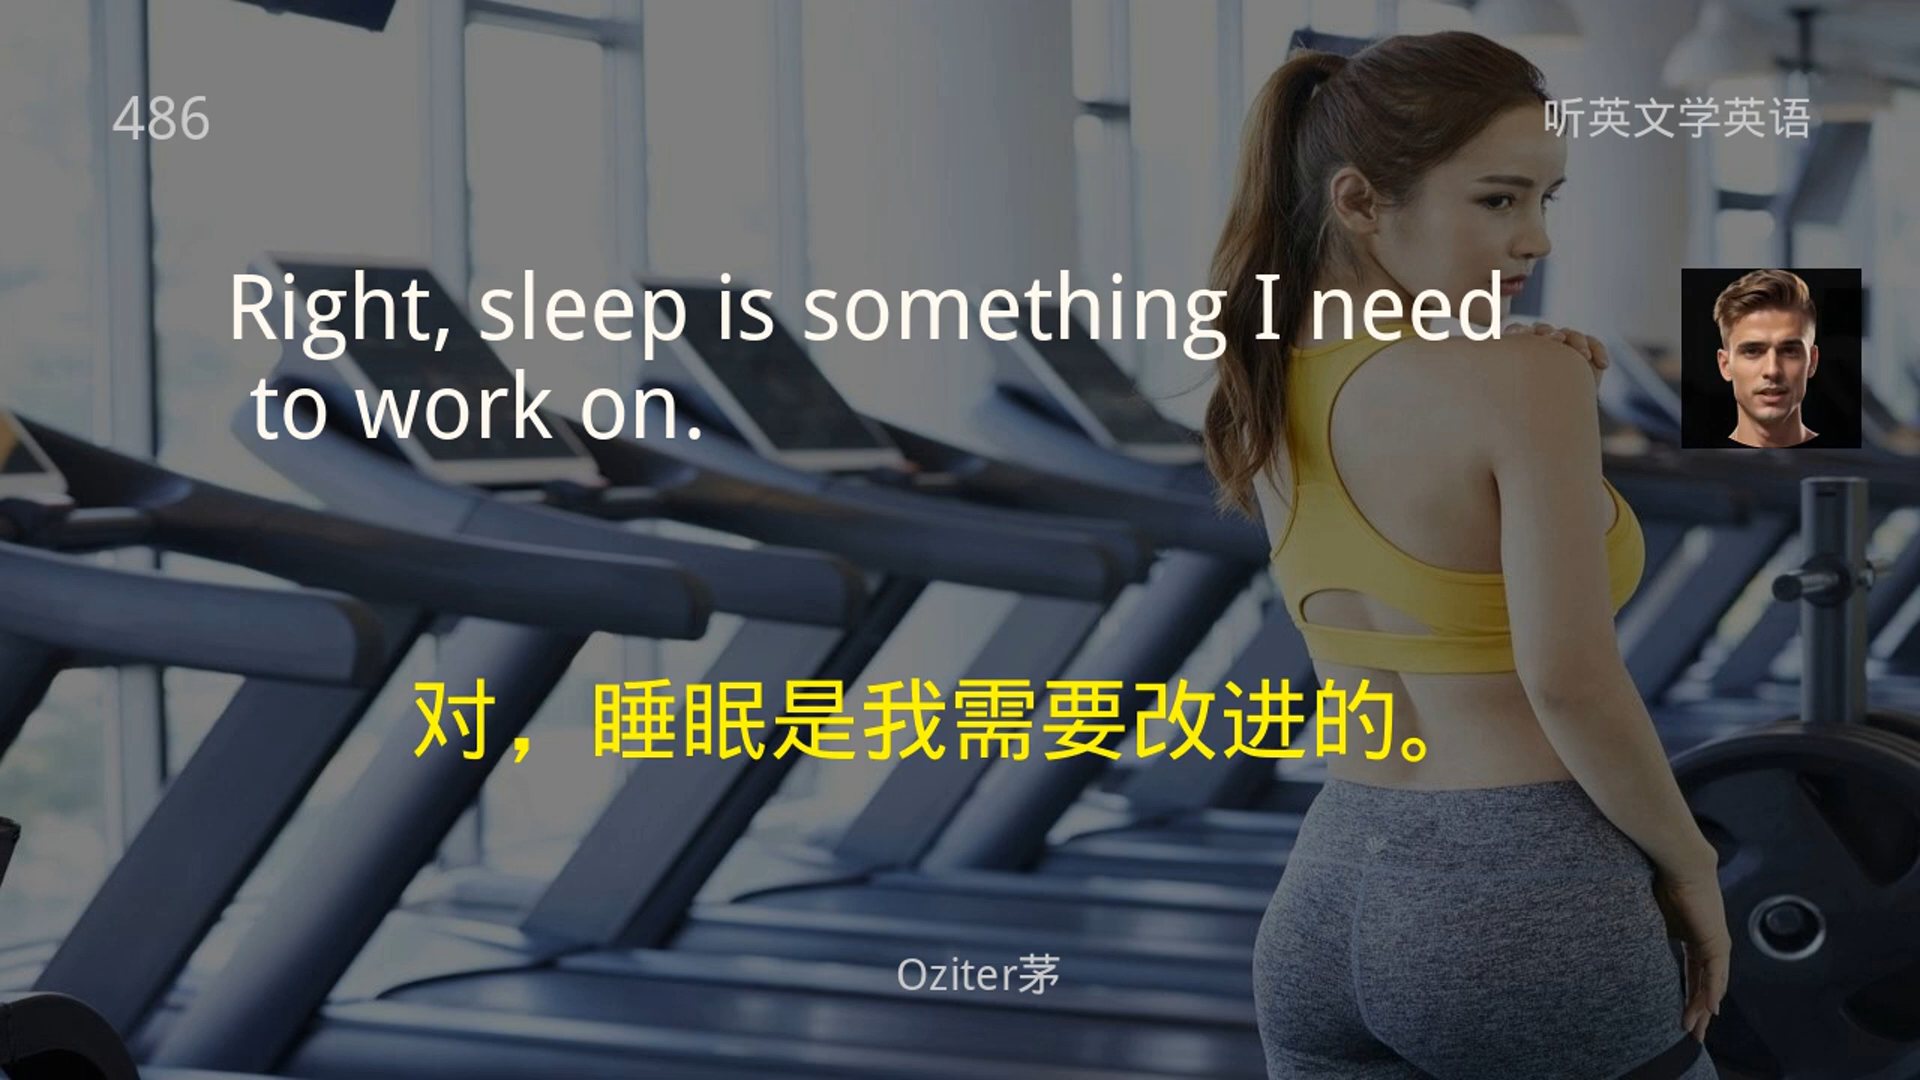 486
听英文学英语
Right, sleep is something I need
to work on.
对，睡眠是我需要改进的。
Oziter茅